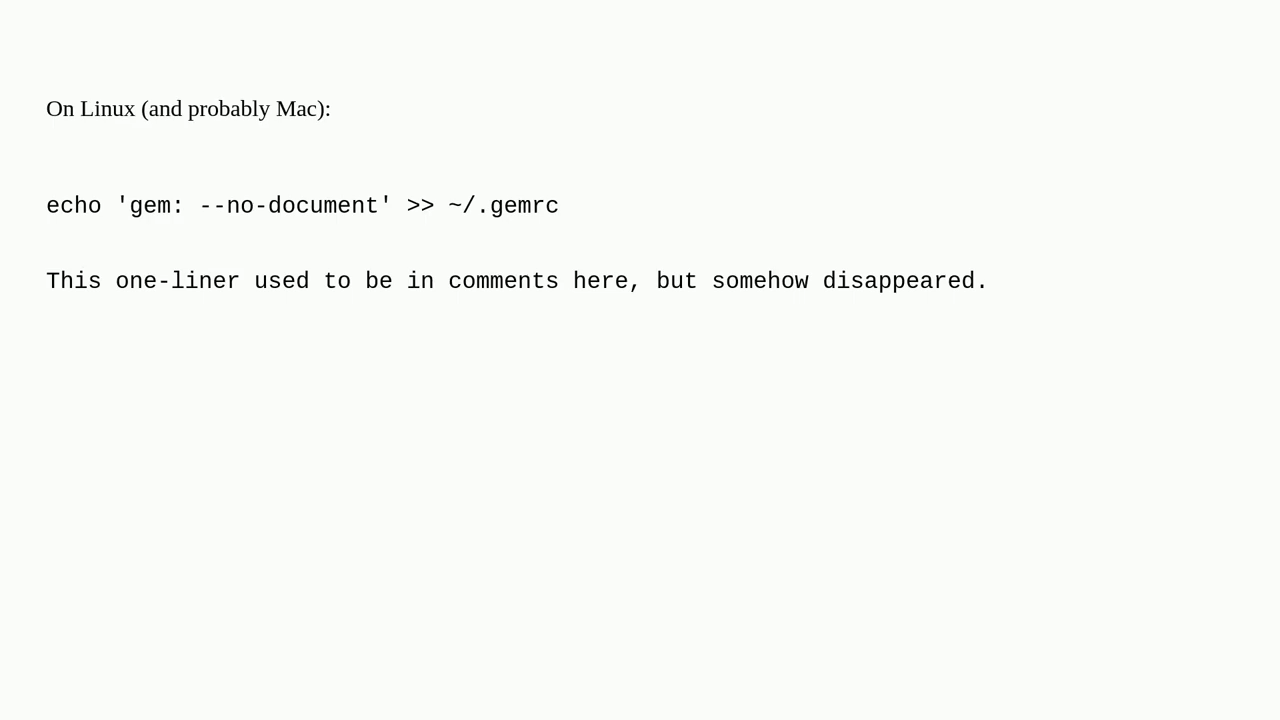 On Linux (and probably Mac):
echo 'gem: --no-document' >> ~/.gemrc
This one-liner used to be in comments here, but somehow disappeared.